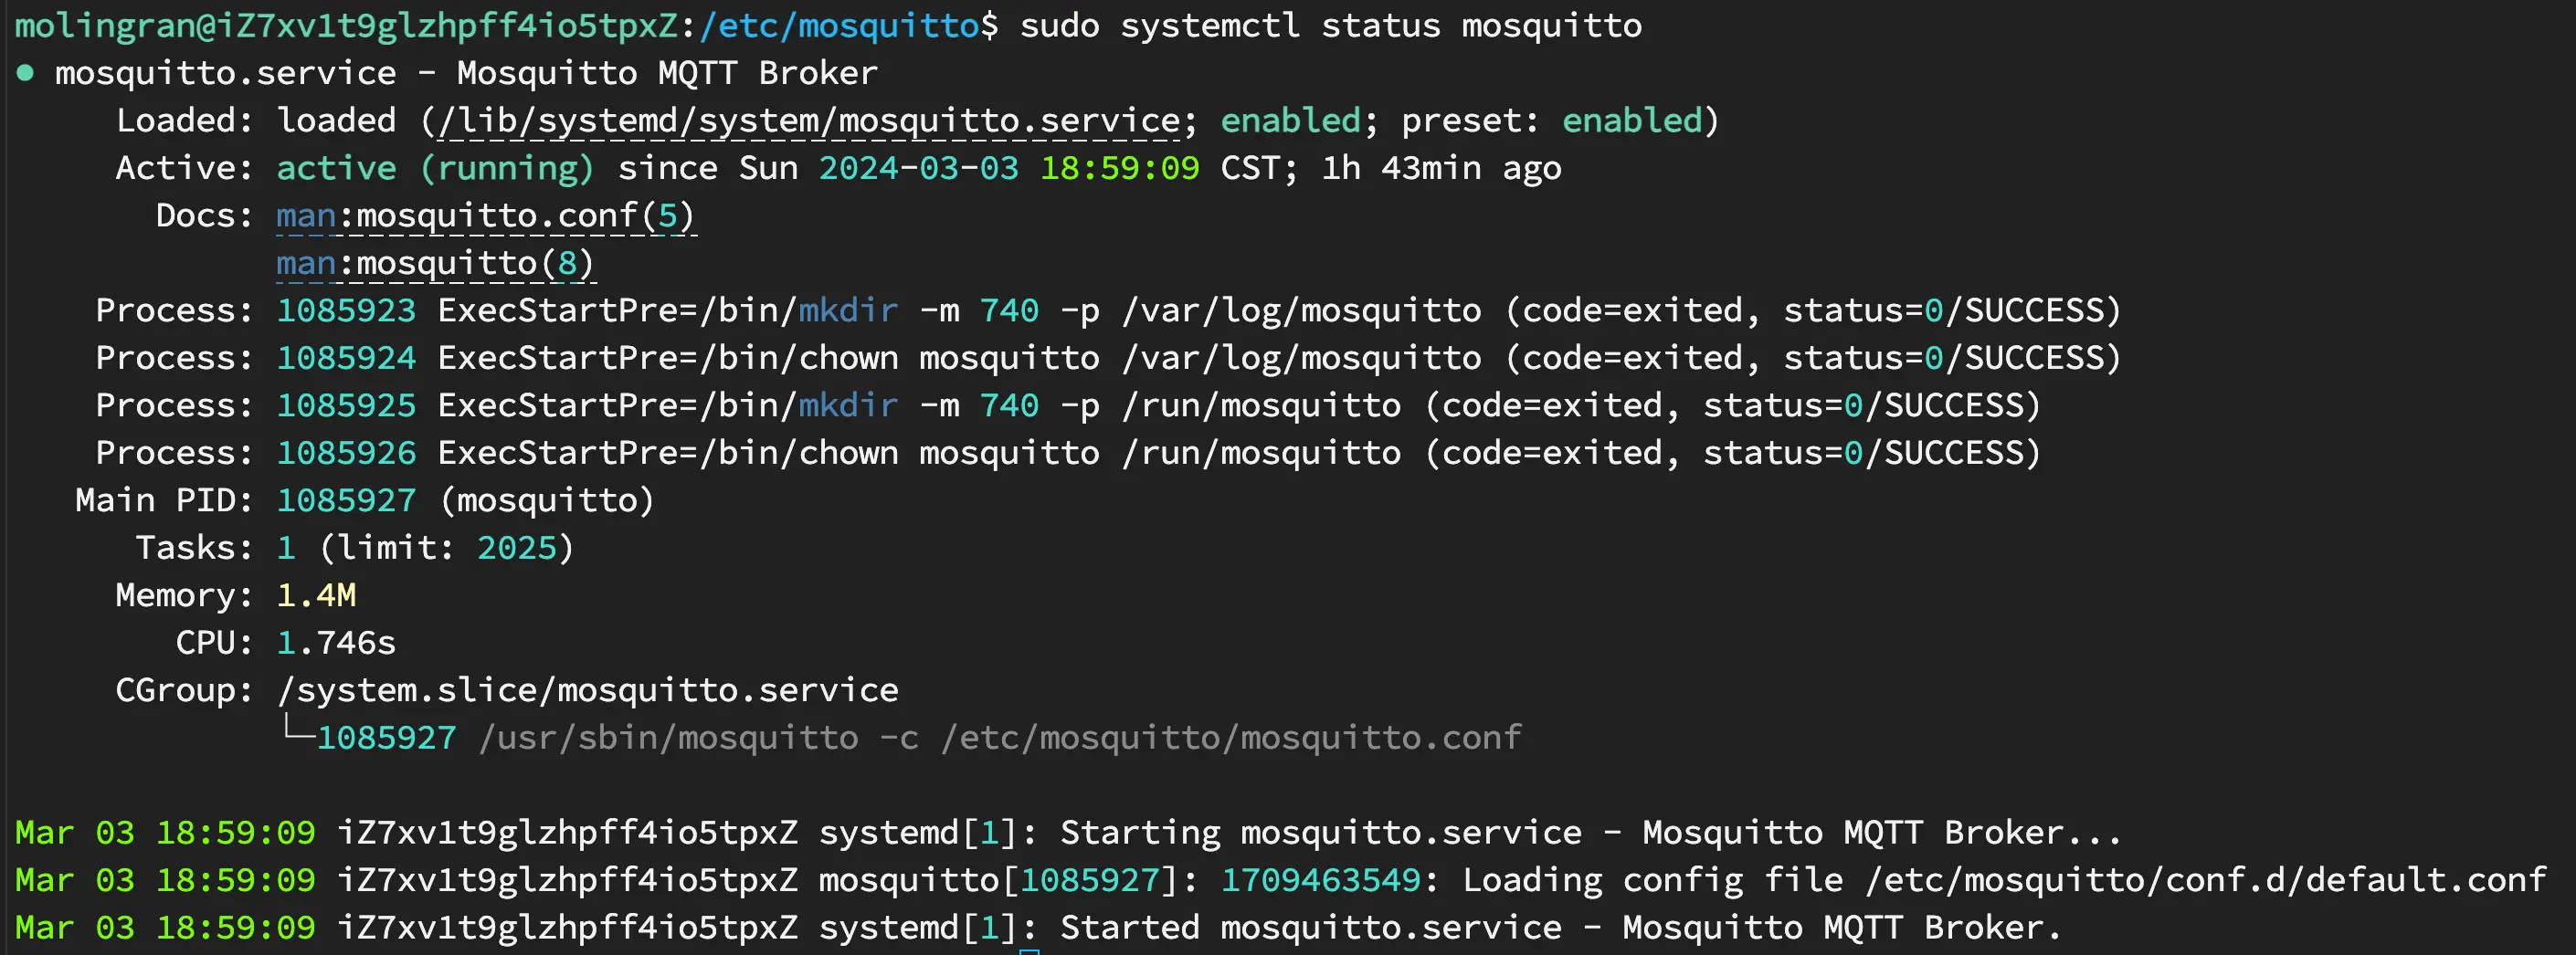 molingran@iZ7xv1t9glzhpff4io5tpxZ:/etc/mosquitto$ sudo systemctl status mosquitto
● mosquitto.service - Mosquitto MQTT Broker
Loaded: loaded (/lib/systemd/system/mosquitto.service; enabled; preset: enabled)
Active: active (running) since Sun 2024-03-03 18:59:09 CST; 1h 43min ago
Docs: man:mosquitto.conf(5)
man:mosquitto(8)
Process: 1085923 ExecStartPre=/bin/mkdir -m 740 -p /var/log/mosquitto (code=exited, status=0/SUCCESS)
Process: 1085924 ExecStartPre=/bin/chown mosquitto /var/log/mosquitto (code=exited, status=0/SUCCESS)
Process: 1085925 ExecStartPre=/bin/mkdir -m 740 -p /run/mosquitto (code=exited, status=0/SUCCESS)
Process: 1085926 ExecStartPre=/bin/chown mosquitto /run/mosquitto (code=exited, status=0/SUCCESS)
Main PID: 1085927 (mosquitto)
Tasks: 1 (limit: 2025)
Memory: 1.4M
CPU: 1.746s
CGroup: /system.slice/mosquitto.service
└─1085927 /usr/sbin/mosquitto -c /etc/mosquitto/mosquitto.conf
Mar 03 18:59:09 iZ7xv1t9glzhpff4io5tpxZ systemd[1]: Starting mosquitto.service - Mosquitto MQTT Broker...
Mar 03 18:59:09 iZ7xv1t9glzhpff4io5tpxZ mosquitto[1085927]: 1709463549: Loading config file /etc/mosquitto/conf.d/default.conf
Mar 03 18:59:09 iZ7xv1t9glzhpff4io5tpxZ systemd[1]: Started mosquitto.service - Mosquitto MQTT Broker.